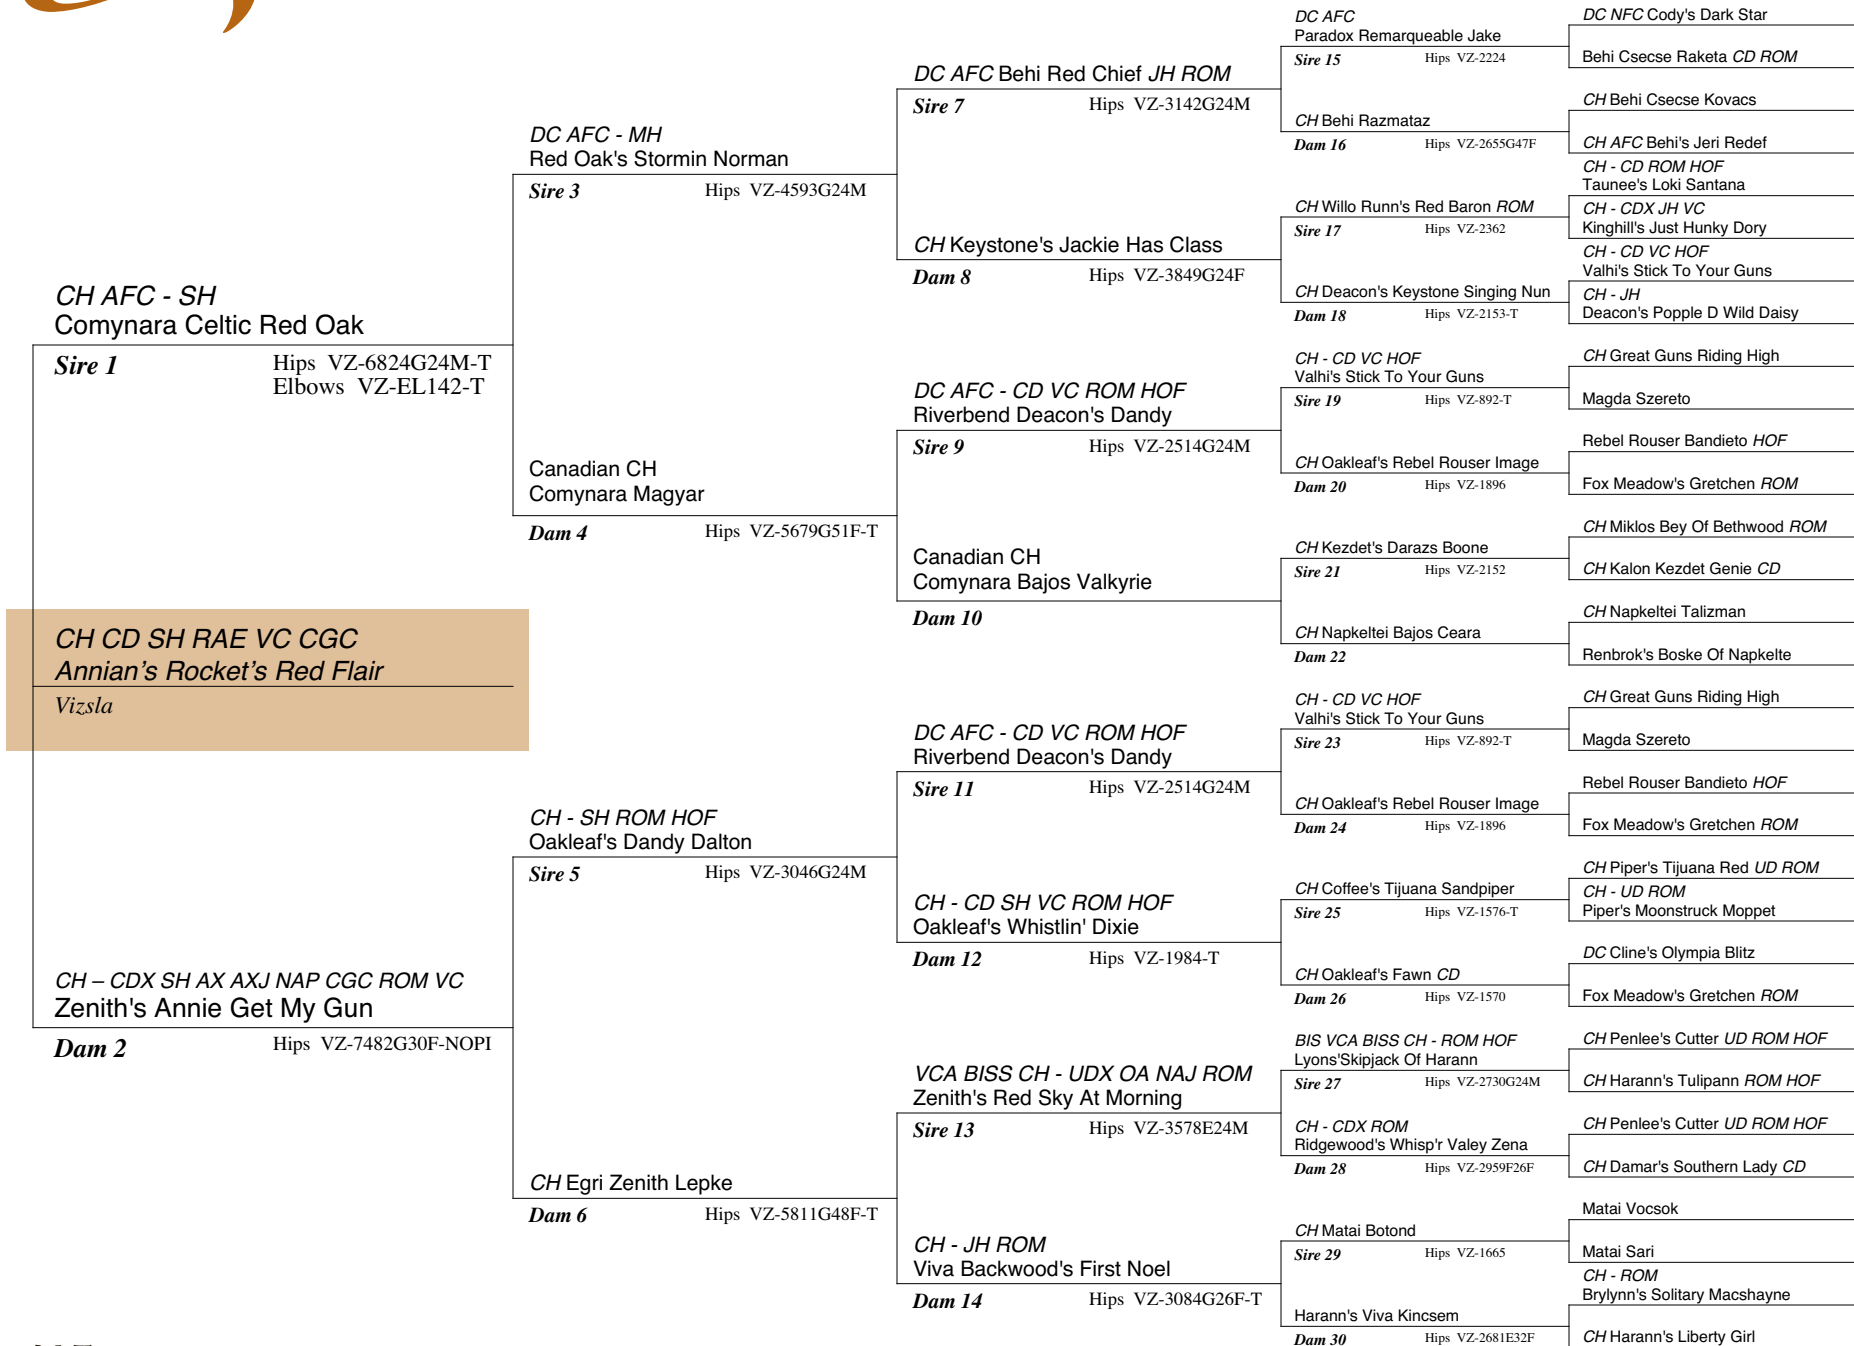 CH AFC - SH
Comynara Celtic Red Oak
Sire 1
Hips VZ-6824G24M-T
Elbows VZ-EL142-T
CH CD SH RAE VC CGC
Annian’s Rocket’s Red Flair
Vizsla
CH – CDX SH AX AXJ NAP CGC ROM VC
Zenith's Annie Get My Gun
Dam 2
Hips VZ-7482G30F-NOPI
DC AFC - MH
Red Oak's Stormin Norman
Sire 3
Hips VZ-4593G24M
Canadian CH
Comynara Magyar
Dam 4
Hips VZ-5679G51F-T
CH - SH ROM HOF
Oakleaf's Dandy Dalton
Sire 5
Hips VZ-3046G24M
CH Egri Zenith Lepke
Dam 6
Hips VZ-5811G48F-T
DC AFC Behi Red Chief JH ROM
Sire 7
Hips VZ-3142G24M
CH Keystone's Jackie Has Class
Dam 8
Hips VZ-3849G24F
DC AFC - CD VC ROM HOF
Riverbend Deacon's Dandy
Sire 9
Hips VZ-2514G24M
Canadian CH
Comynara Bajos Valkyrie
Dam 10
DC AFC - CD VC ROM HOF
Riverbend Deacon's Dandy
Sire 11
Hips VZ-2514G24M
CH - CD SH VC ROM HOF
Oakleaf's Whistlin' Dixie
Dam 12
Hips VZ-1984-T
VCA BISS CH - UDX OA NAJ ROM
Zenith's Red Sky At Morning
Sire 13
Hips VZ-3578E24M
CH - JH ROM
Viva Backwood's First Noel
Dam 14
Hips VZ-3084G26F-T
DC AFC
Paradox Remarqueable Jake
Sire 15
Hips VZ-2224
CH Behi Razmataz
Dam 16
Hips VZ-2655G47F
CH Willo Runn's Red Baron ROM
Sire 17
Hips VZ-2362
CH Deacon's Keystone Singing Nun
Dam 18
Hips VZ-2153-T
CH - CD VC HOF
Valhi's Stick To Your Guns
Sire 19
Hips VZ-892-T
CH Oakleaf's Rebel Rouser Image
Dam 20
Hips VZ-1896
CH Kezdet's Darazs Boone
Sire 21
Hips VZ-2152
CH Napkeltei Bajos Ceara
Dam 22
CH - CD VC HOF
Valhi's Stick To Your Guns
Sire 23
Hips VZ-892-T
CH Oakleaf's Rebel Rouser Image
Dam 24
Hips VZ-1896
CH Coffee's Tijuana Sandpiper
Sire 25
Hips VZ-1576-T
CH Oakleaf's Fawn CD
Dam 26
Hips VZ-1570
BIS VCA BISS CH - ROM HOF
Lyons'Skipjack Of Harann
Sire 27
Hips VZ-2730G24M
CH - CDX ROM
Ridgewood's Whisp'r Valey Zena
Dam 28
Hips VZ-2959F26F
CH Matai Botond
Sire 29
Hips VZ-1665
Harann's Viva Kincsem
Dam 30
Hips VZ-2681E32F
DC NFC Cody's Dark Star
Behi Csecse Raketa CD ROM
CH Behi Csecse Kovacs
CH AFC Behi's Jeri Redef
CH - CD ROM HOF
Taunee's Loki Santana
CH - CDX JH VC
Kinghill's Just Hunky Dory
CH - CD VC HOF
Valhi's Stick To Your Guns
CH - JH
Deacon's Popple D Wild Daisy
CH Great Guns Riding High
Magda Szereto
Rebel Rouser Bandieto HOF
Fox Meadow's Gretchen ROM
CH Miklos Bey Of Bethwood ROM
CH Kalon Kezdet Genie CD
CH Napkeltei Talizman
Renbrok's Boske Of Napkelte
CH Great Guns Riding High
Magda Szereto
Rebel Rouser Bandieto HOF
Fox Meadow's Gretchen ROM
CH Piper's Tijuana Red UD ROM
CH - UD ROM
Piper's Moonstruck Moppet
DC Cline's Olympia Blitz
Fox Meadow's Gretchen ROM
CH Penlee's Cutter UD ROM HOF
CH Harann's Tulipann ROM HOF
CH Penlee's Cutter UD ROM HOF
CH Damar's Southern Lady CD
Matai Vocsok
Matai Sari
CH - ROM
Brylynn's Solitary Macshayne
CH Harann's Liberty Girl